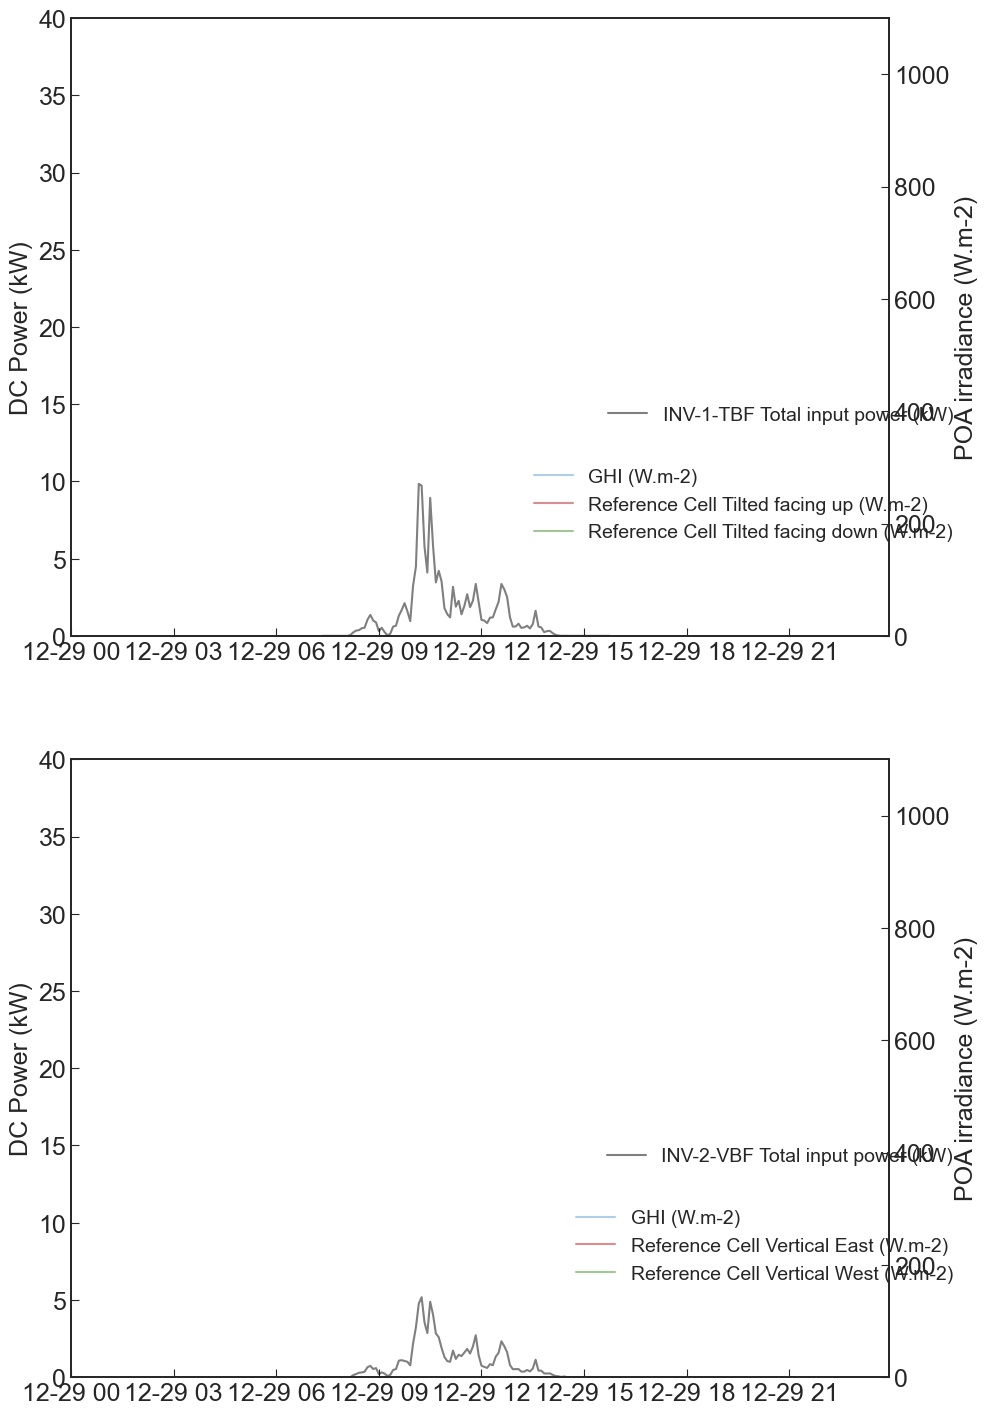 40
35
30
25
20
15
10
5
0
DC Power (kW)
1000
800
600
400
200
0
POA irradiance (W.m-2)
INV-1-TBF Total input power (kW)
GHI (W.m-2)
Reference Cell Tilted facing up (W.m-2)
Reference Cell Tilted facing down (W.m-2)
12-29 00 12-29 03 12-29 06 12-29 09 12-29 12 12-29 15 12-29 18 12-29 21
40
35
30
25
20
15
10
5
0
DC Power (kW)
1000
800
600
400
200
0
POA irradiance (W.m-2)
INV-2-VBF Total input power (kW)
GHI (W.m-2)
Reference Cell Vertical East (W.m-2)
Reference Cell Vertical West (W.m-2)
12-29 00 12-29 03 12-29 06 12-29 09 12-29 12 12-29 15 12-29 18 12-29 21